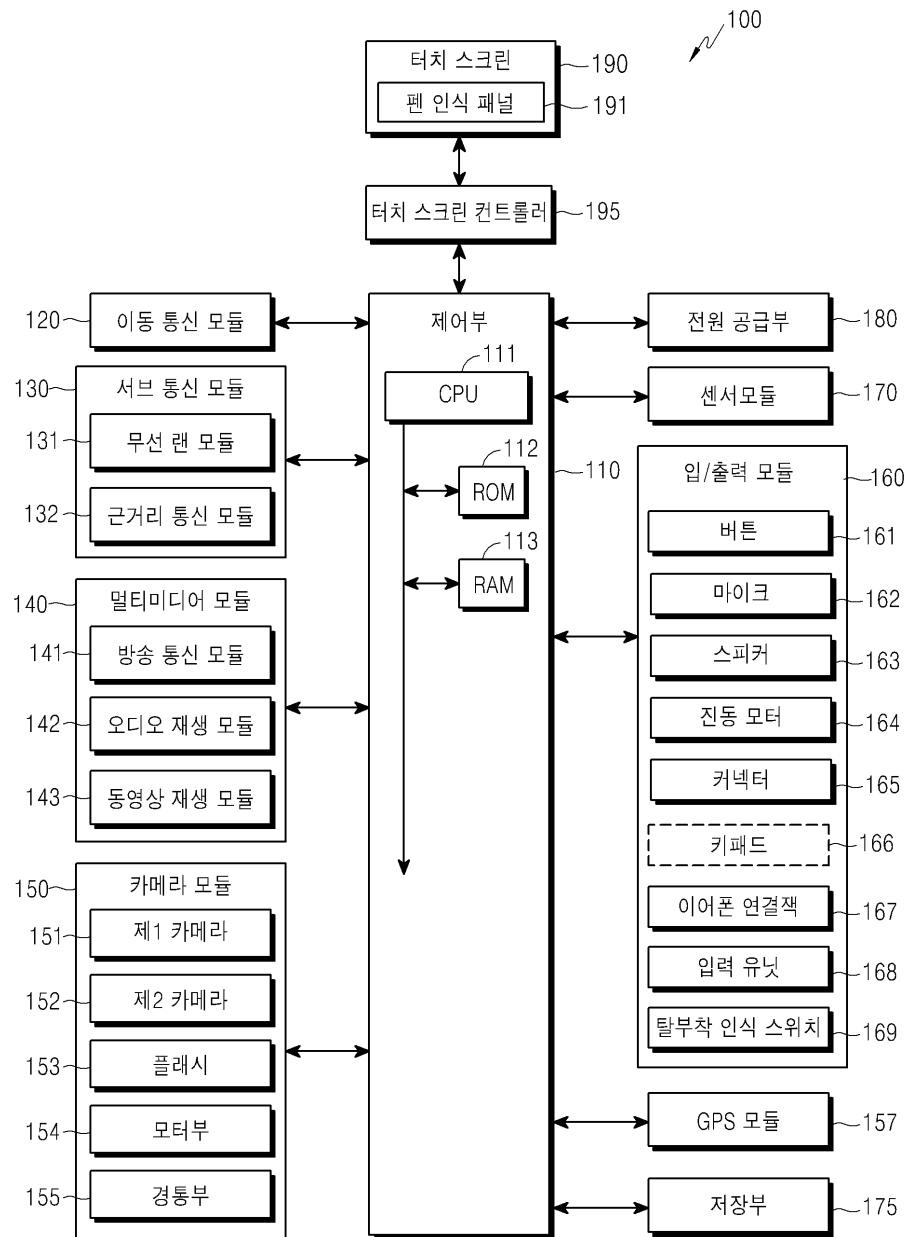 100
터치 스크린
190
펜 인식 패널
191
터치 스크린 컨트롤러
195
120
이동 통신 모듈
130
서브 통신 모듈
131
무선 랜 모듈
132
근거리 통신 모듈
140
멀티미디어 모듈
141
방송 통신 모듈
142
오디오 재생 모듈
143
동영상 재생 모듈
150
카메라 모듈
151
제1 카메라
152
제2 카메라
153
플래시
154
모터부
155
경통부
제어부
111
CPU
112
ROM
113
RAM
110
전원 공급부
180
센서모듈
170
입/출력 모듈
160
버튼
161
마이크
162
스피커
163
진동 모터
164
커넥터
165
키패드
166
이어폰 연결잭
167
입력 유닛
168
탈부착 인식 스위치
169
GPS 모듈
157
저장부
175